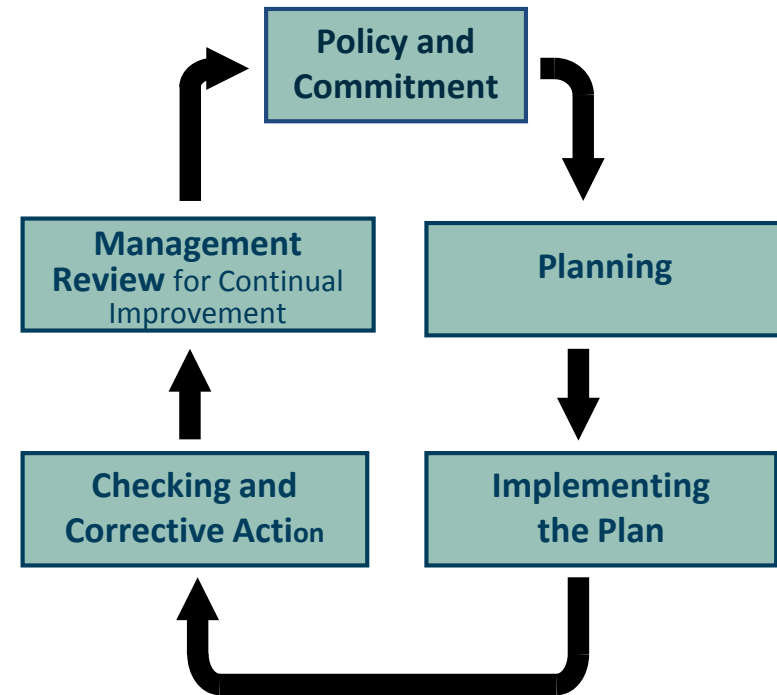 Policy and
Commitment
Planning
Implementing
the Plan
Checking and
Corrective Action
Management
Review for Continual
Improvement